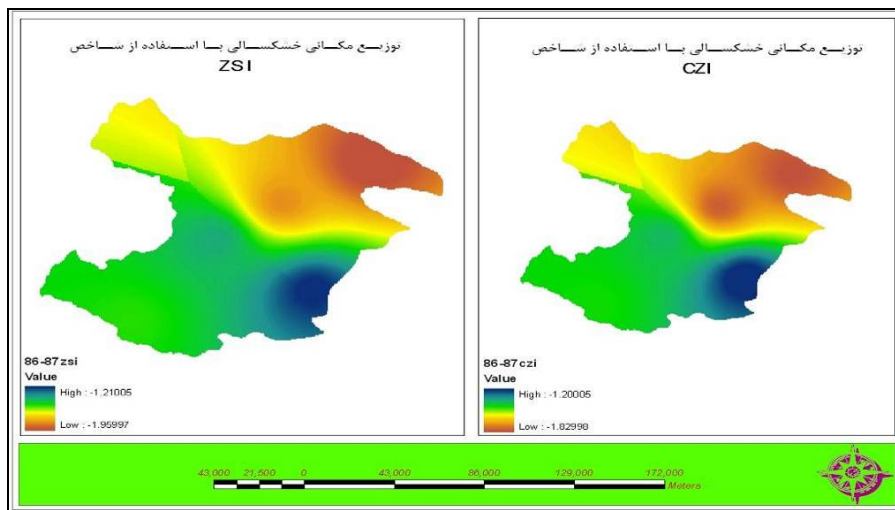 توزیع مکانی خشکسالی با استفاده از شاخص
ZSI
86-87zsi
Value
High : -1.21005
Low : -1.95997
توزیع مکانی خشکسالی با استفاده از شاخص
CZI
86-87czi
Value
High : -1.20005
Low : -1.82998
43,000 21,500 0 43,000 86,000 129,000 172,000
Meters